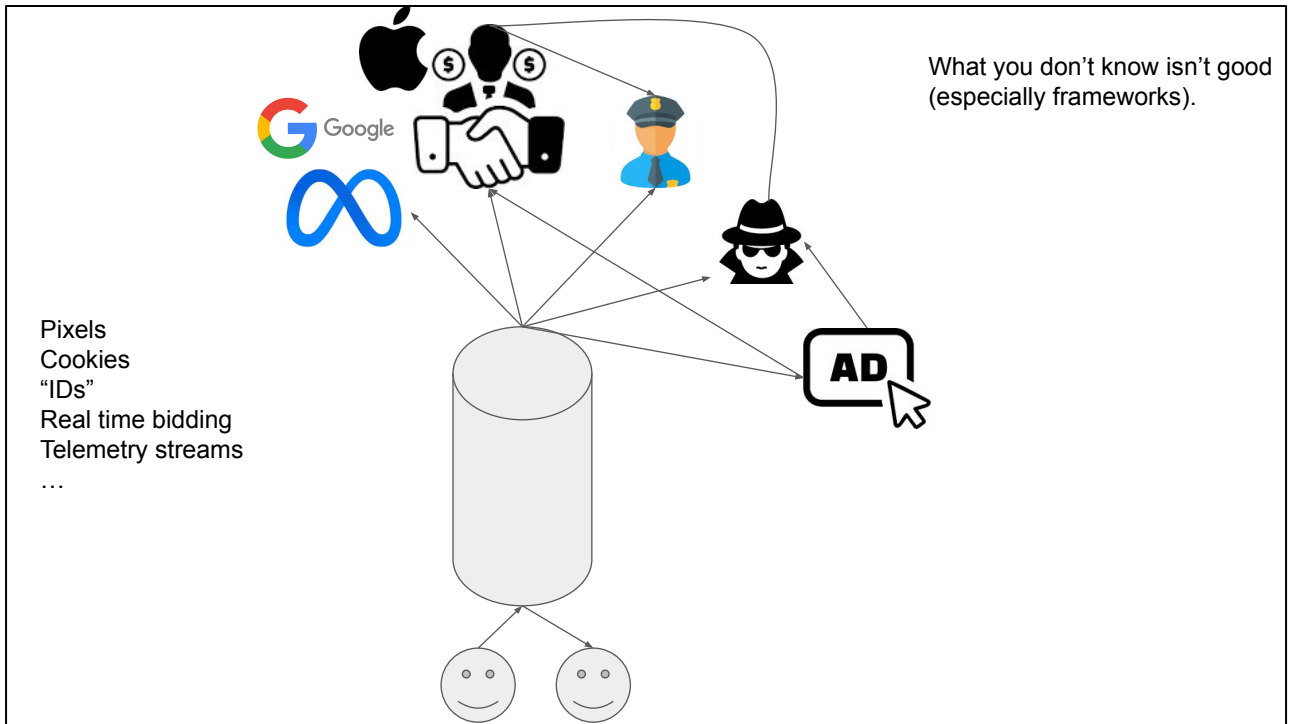 What you don’t know isn’t good
(especially frameworks).
$
$
Google
Pixels
Cookies
“IDs”
Real time bidding
Telemetry streams
…
AD